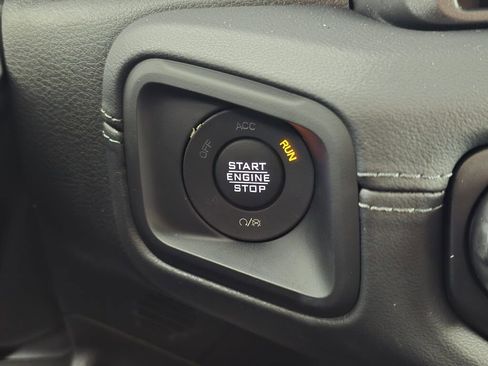 ACC
OFF
RUN
START
ENGINE
STOP